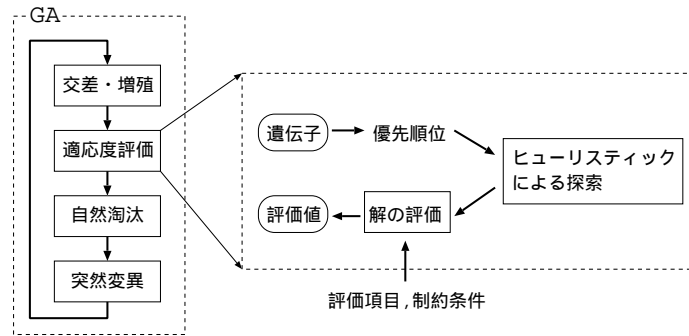 GA
交差・増殖
適応度評価
自然淘汰
突然変異
遺伝子
優先順位
ヒューリスティック
による探索
評価値
解の評価
評価項目,制約条件